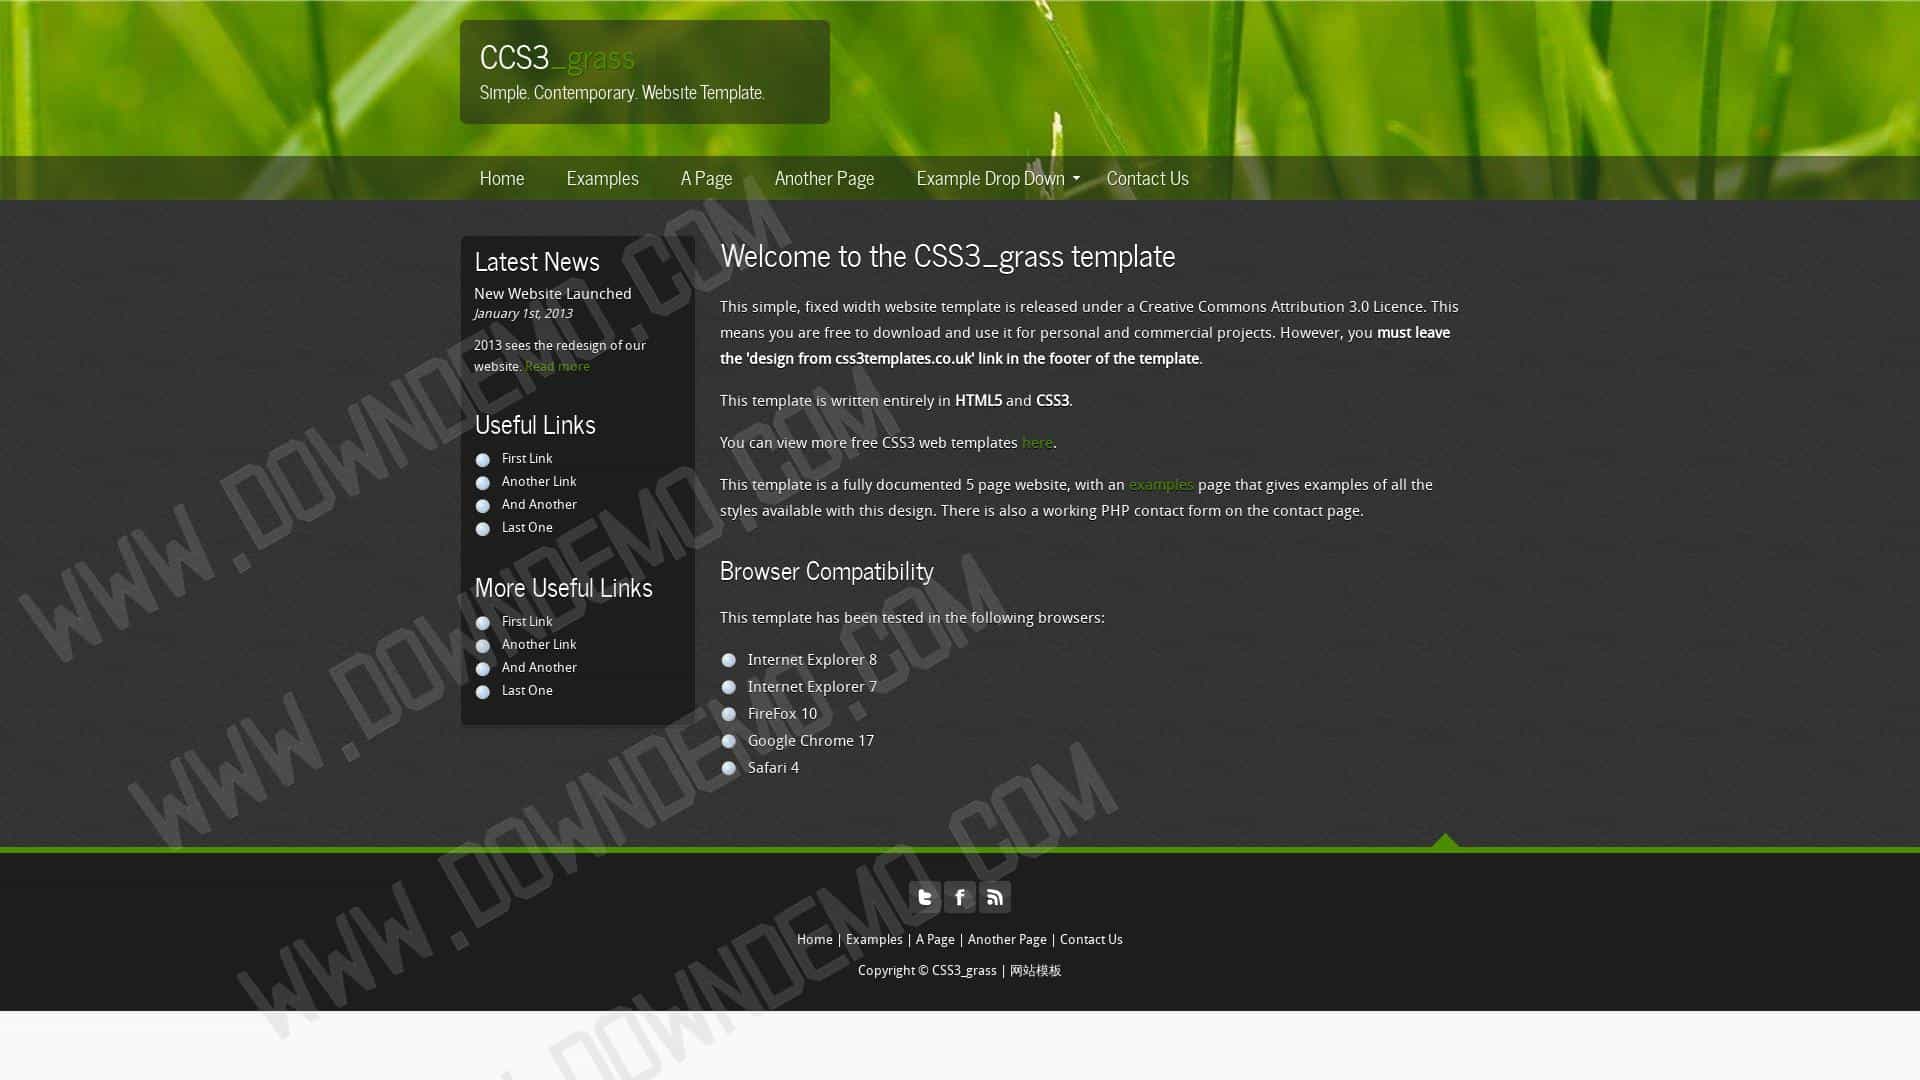 CCS3_grass
Simple. Contemporary. Website Template.
Home Examples A Page Another Page Example Drop Down Contact Us
Latest News
New Website Launched
January 1st, 2013
2013 sees the redesign of our
website. Read more
Useful Links
First Link
Another Link
And Another
Last One
More Useful Links
First Link
Another Link
And Another
Last One
Welcome to the CSS3_grass template
This simple, fixed width website template is released under a Creative Commons Attribution 3.0 Licence. This
means you are free to download and use it for personal and commercial projects. However, you must leave
the 'design from css3templates.co.uk' link in the footer of the template.
This template is written entirely in HTML5 and CSS3.
You can view more free CSS3 web templates here.
This template is a fully documented 5 page website, with an examples page that gives examples of all the
styles available with this design. There is also a working PHP contact form on the contact page.
Browser Compatibility
This template has been tested in the following browsers:
Internet Explorer 8
Internet Explorer 7
FireFox 10
Google Chrome 17
Safari 4
Home | Examples | A Page | Another Page | Contact Us
Copyright © CSS3_grass | 网站模板
WWW.DOWNDEMO.COM
WWW.DOWNDEMO.COM
WWW.DOWNDEMO.COM
DOWNDEMO.COM